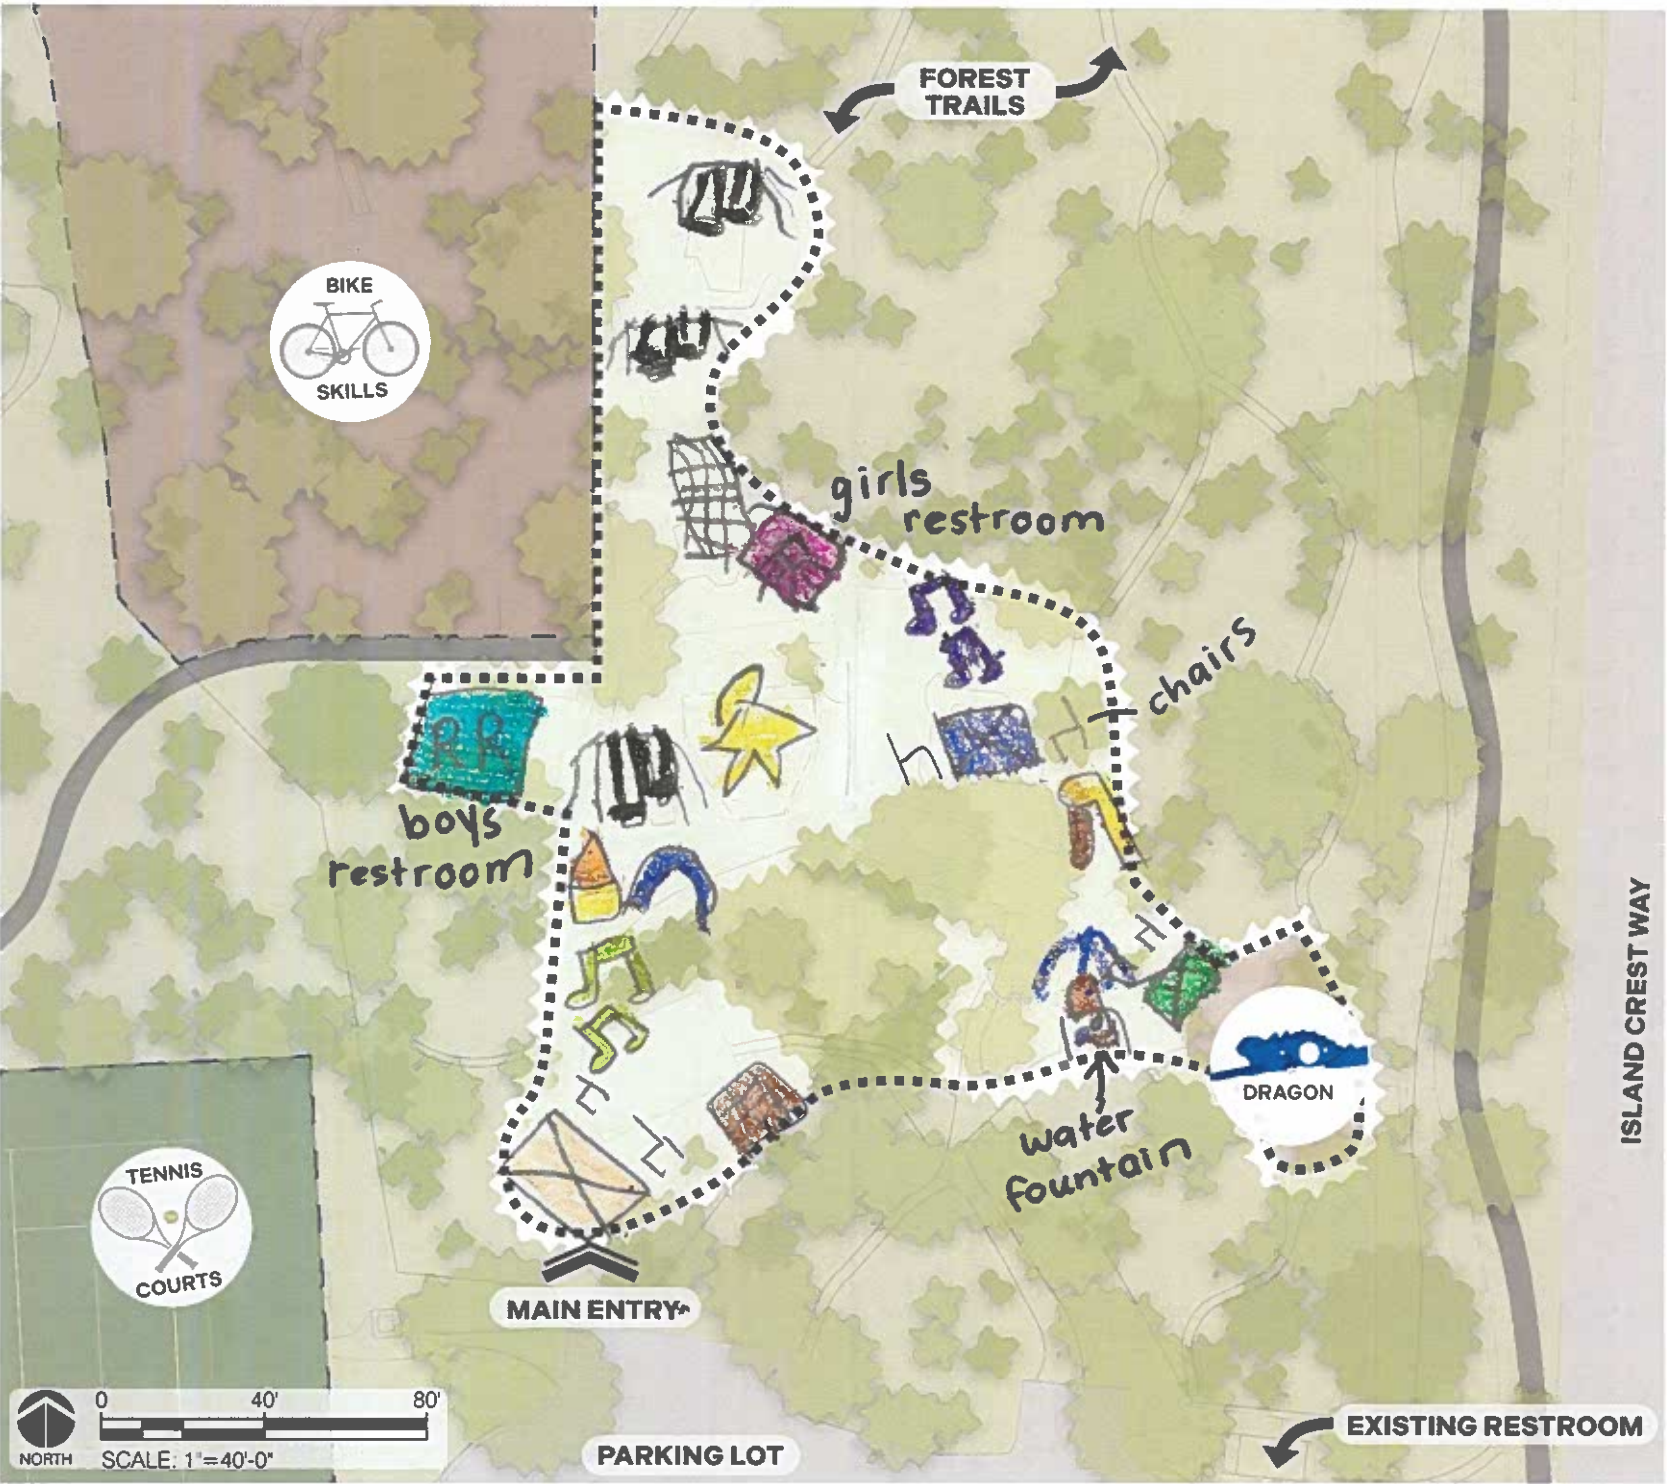 FOREST
TRAILS
BIKE
SKILLS
girls
restroom
chairs
RR
boys
restroom
ISLAND CREST WAY
DRAGON
water
fountain
TENNIS
COURTS
MAIN ENTRY
0 40' 80'
NORTH
SCALE: 1"=40'-0"
PARKING LOT
EXISTING RESTROOM